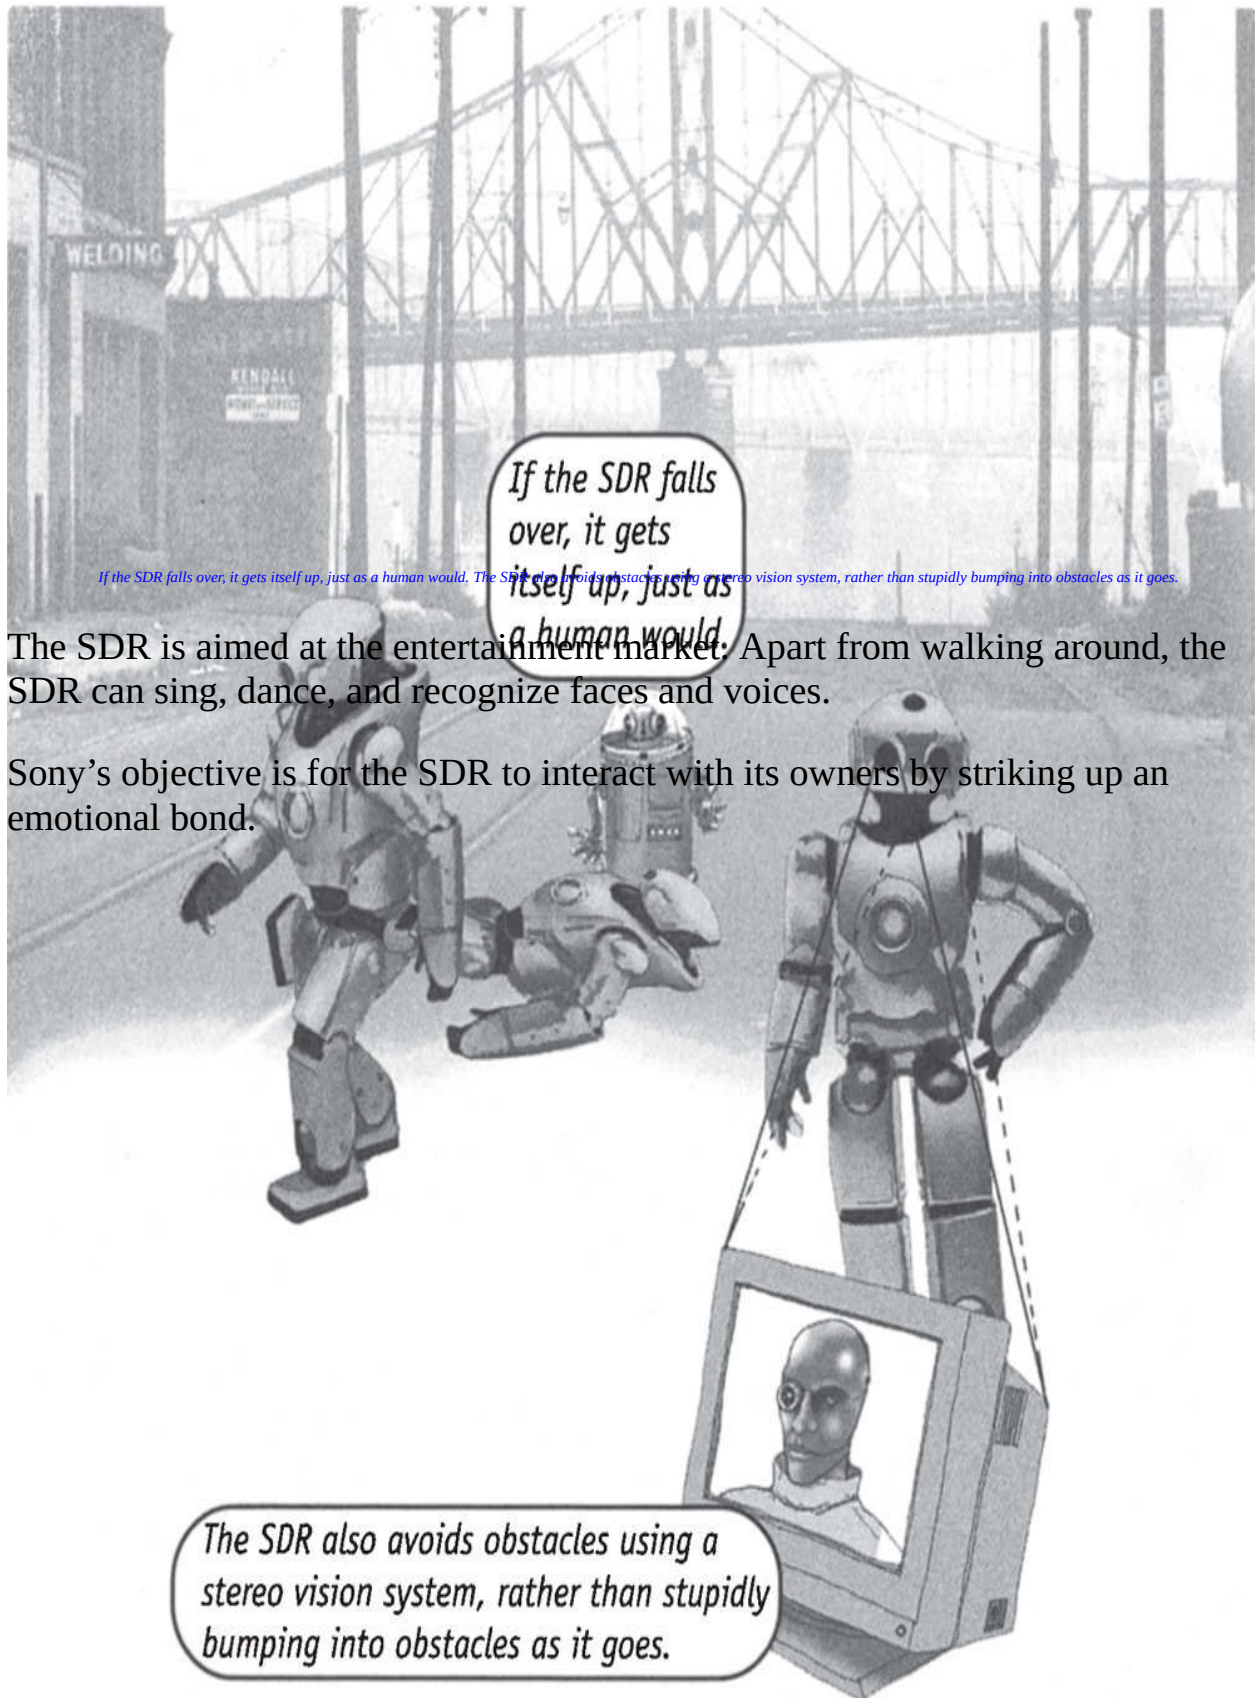 WELDING
KENDALL
If the SDR falls
over, it gets
itself up, just as
a human would.
If the SDR falls over, it gets itself up, just as a human would. The SDR also avoids obstacles using a stereo vision system, rather than stupidly bumping into obstacles as it goes.
The SDR is aimed at the entertainment market. Apart from walking around, the
SDR can sing, dance, and recognize faces and voices.
Sony’s objective is for the SDR to interact with its owners by striking up an
emotional bond.
The SDR also avoids obstacles using a
stereo vision system, rather than stupidly
bumping into obstacles as it goes.